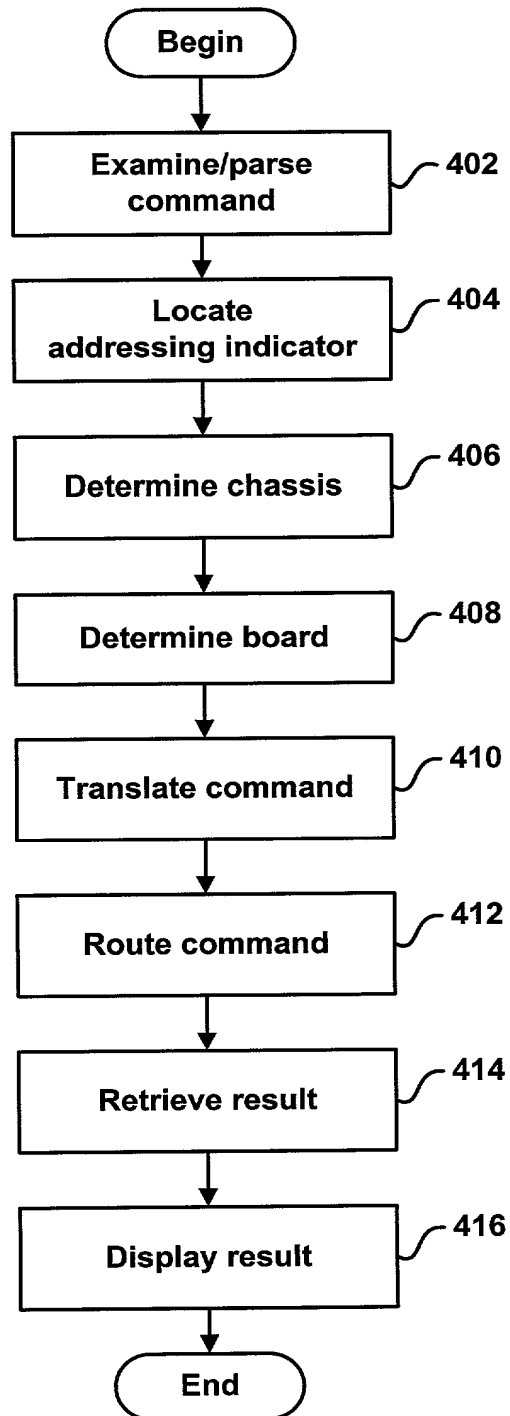 Begin
Examine/parse
command
402
Locate
addressing indicator
404
Determine chassis
406
Determine board
408
Translate command
410
Route command
412
Retrieve result
414
Display result
416
End